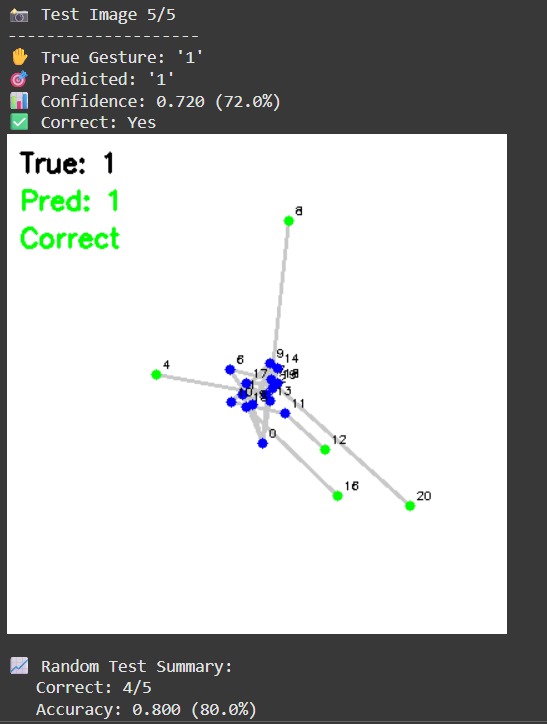 📷 Test Image 5/5
--------------------
✋ True Gesture: '1'
🎯 Predicted: '1'
📊 Confidence: 0.720 (72.0%)
✅ Correct: Yes
True: 1
Pred: 1
Correct
8
9
14
6
17
4
13
11
0
12
16
20
📈 Random Test Summary:
Correct: 4/5
Accuracy: 0.800 (80.0%)